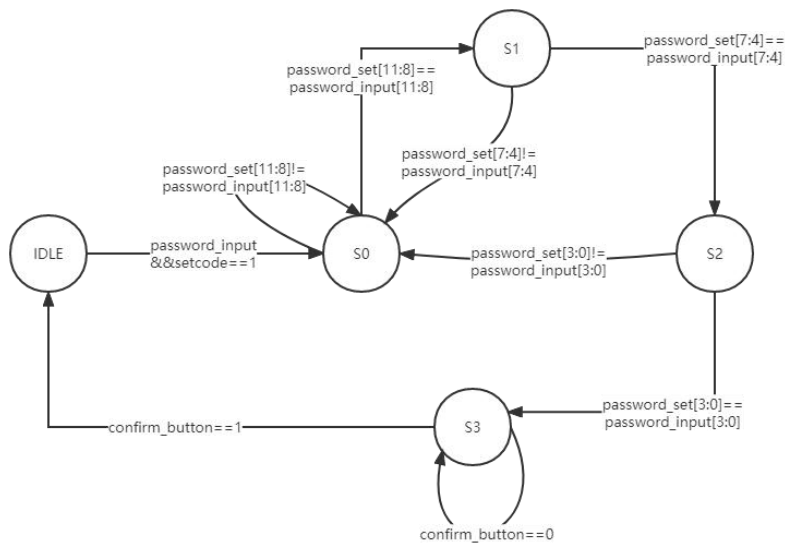 S1
password_set[7:4]==
password_input[7:4]
password_set[11:8]==
password_input[11:8]
password_set[7:4]!=
password_input[7:4]
password_set[11:8]!=
password_input[11:8]
IDLE
password_input
&&setcode==1
S0
password_set[3:0]!=
password_input[3:0]
S2
password_set[3:0]==
password_input[3:0]
confirm_button==1
S3
confirm_button==0